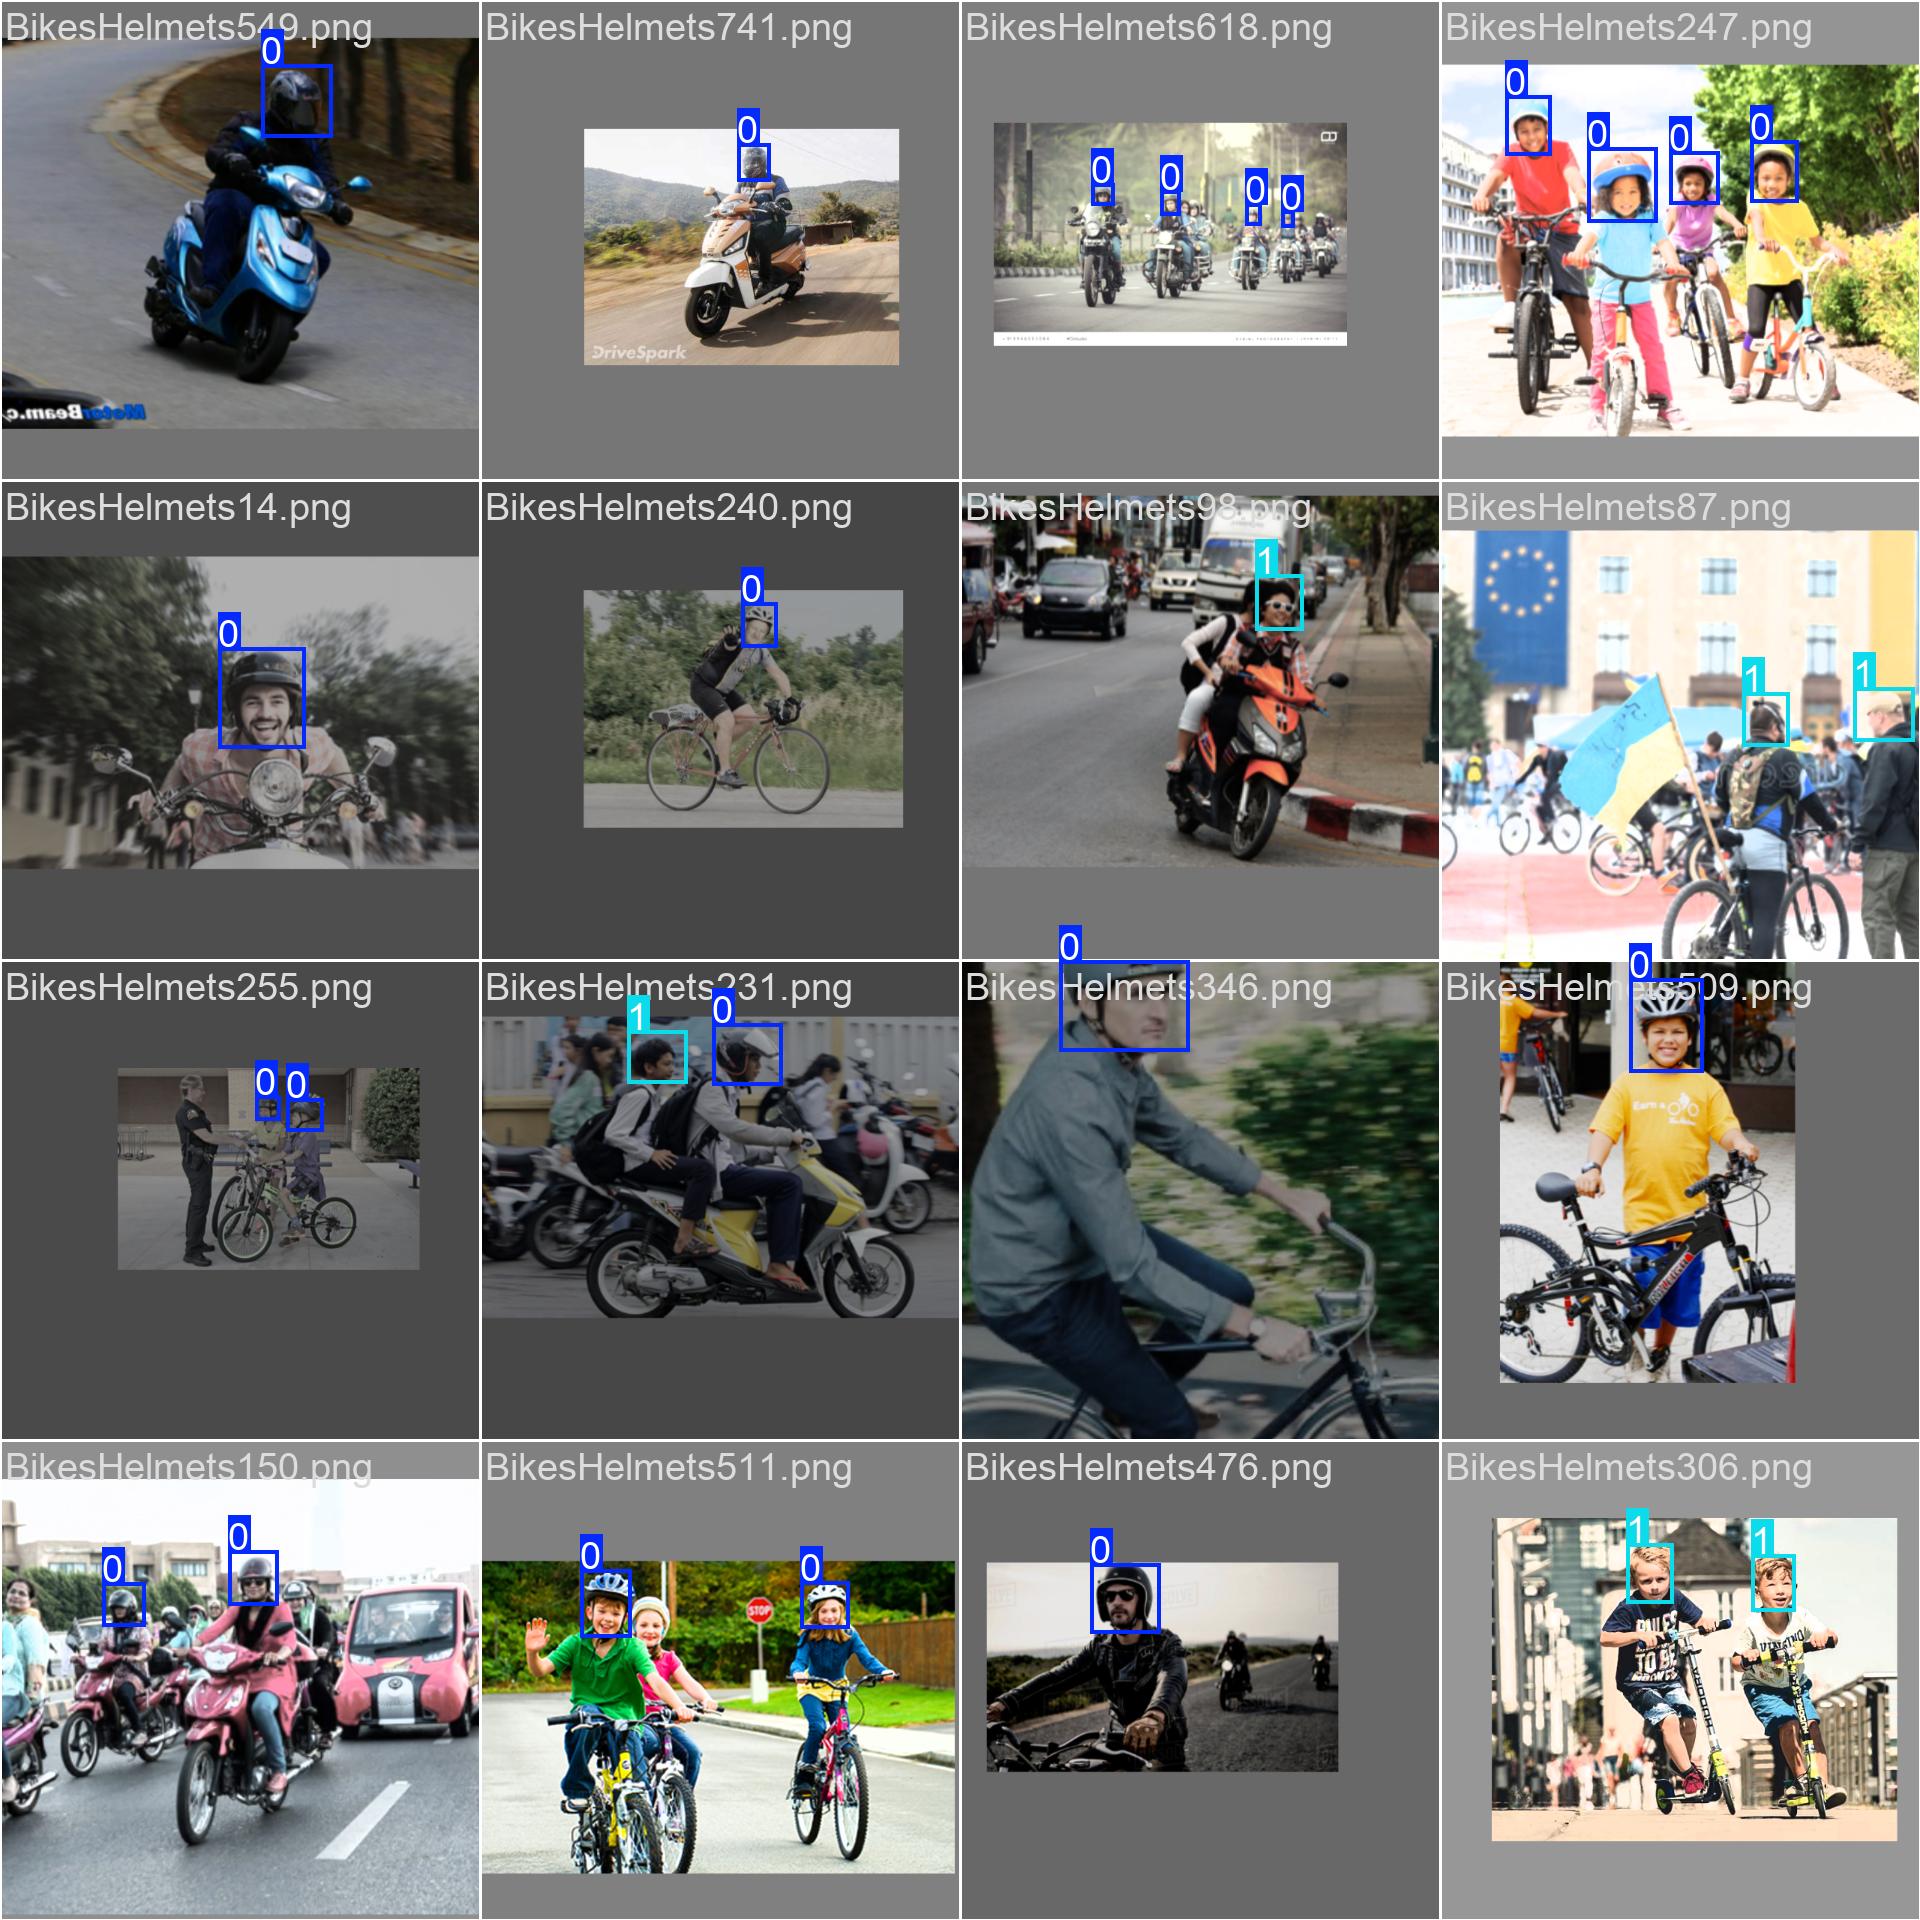 BikesHelmets549.png
0
MotorBeam.c
BikesHelmets741.png
0
DriveSpark
BikesHelmets618.png
0
0
0
0
BikesHelmets247.png
0
0
0
0
BikesHelmets14.png
0
BikesHelmets240.png
0
BikesHelmets98.png
1
BikesHelmets87.png
1
1
BikesHelmets255.png
0
0
BikesHelmets231.png
1
0
BikesHelmets346.png
0
BikesHelmets509.png
0
Earn a
BikesHelmets150.png
0
0
BikesHelmets511.png
0
0
STOP
BikesHelmets476.png
0
BikesHelmets306.png
1
1
TO BE